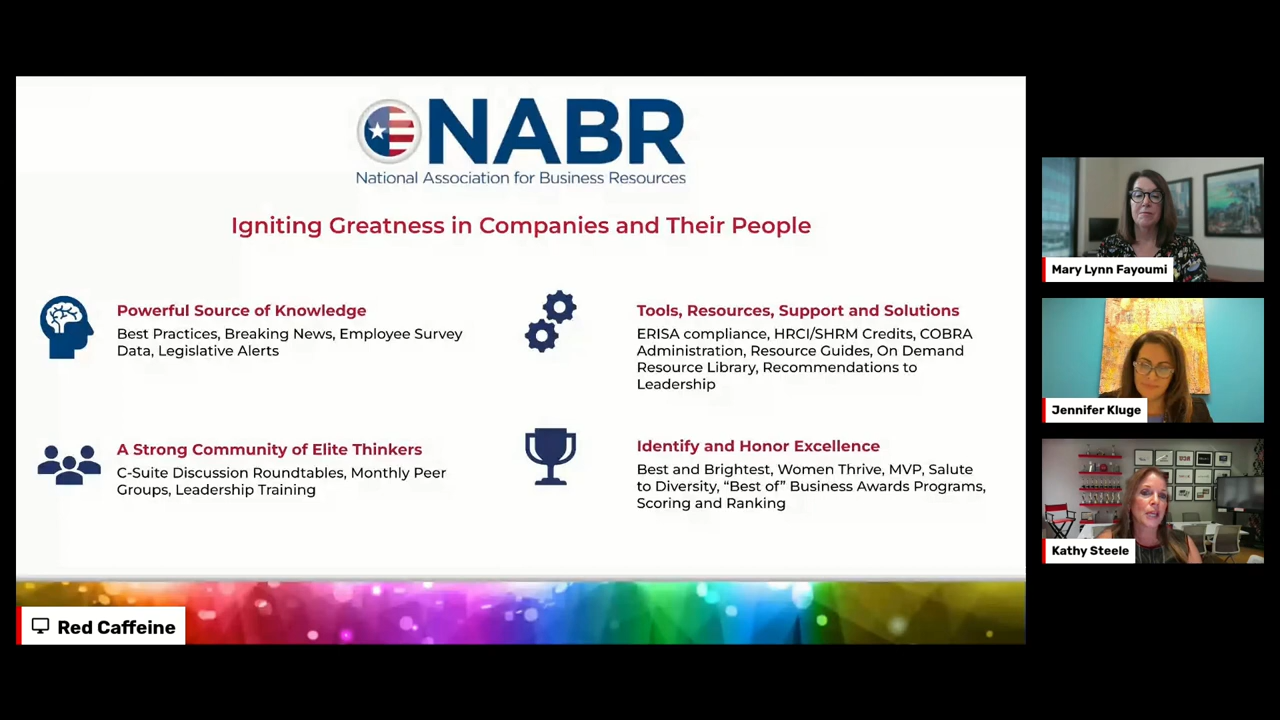 NABR
National Association for Business Resources
Igniting Greatness in Companies and Their People
Powerful Source of Knowledge
Best Practices, Breaking News, Employee Survey
Data, Legislative Alerts
A Strong Community of Elite Thinkers
C-Suite Discussion Roundtables, Monthly Peer
Groups, Leadership Training
Tools, Resources, Support and Solutions
ERISA compliance, HRCI/SHRM Credits, COBRA
Administration, Resource Guides, On Demand
Resource Library, Recommendations to
Leadership
Identify and Honor Excellence
Best and Brightest, Women Thrive, MVP, Salute
to Diversity, “Best of” Business Awards Programs,
Scoring and Ranking
Red Caffeine
Mary Lynn Fayoumi
Jennifer Kluge
Kathy Steele